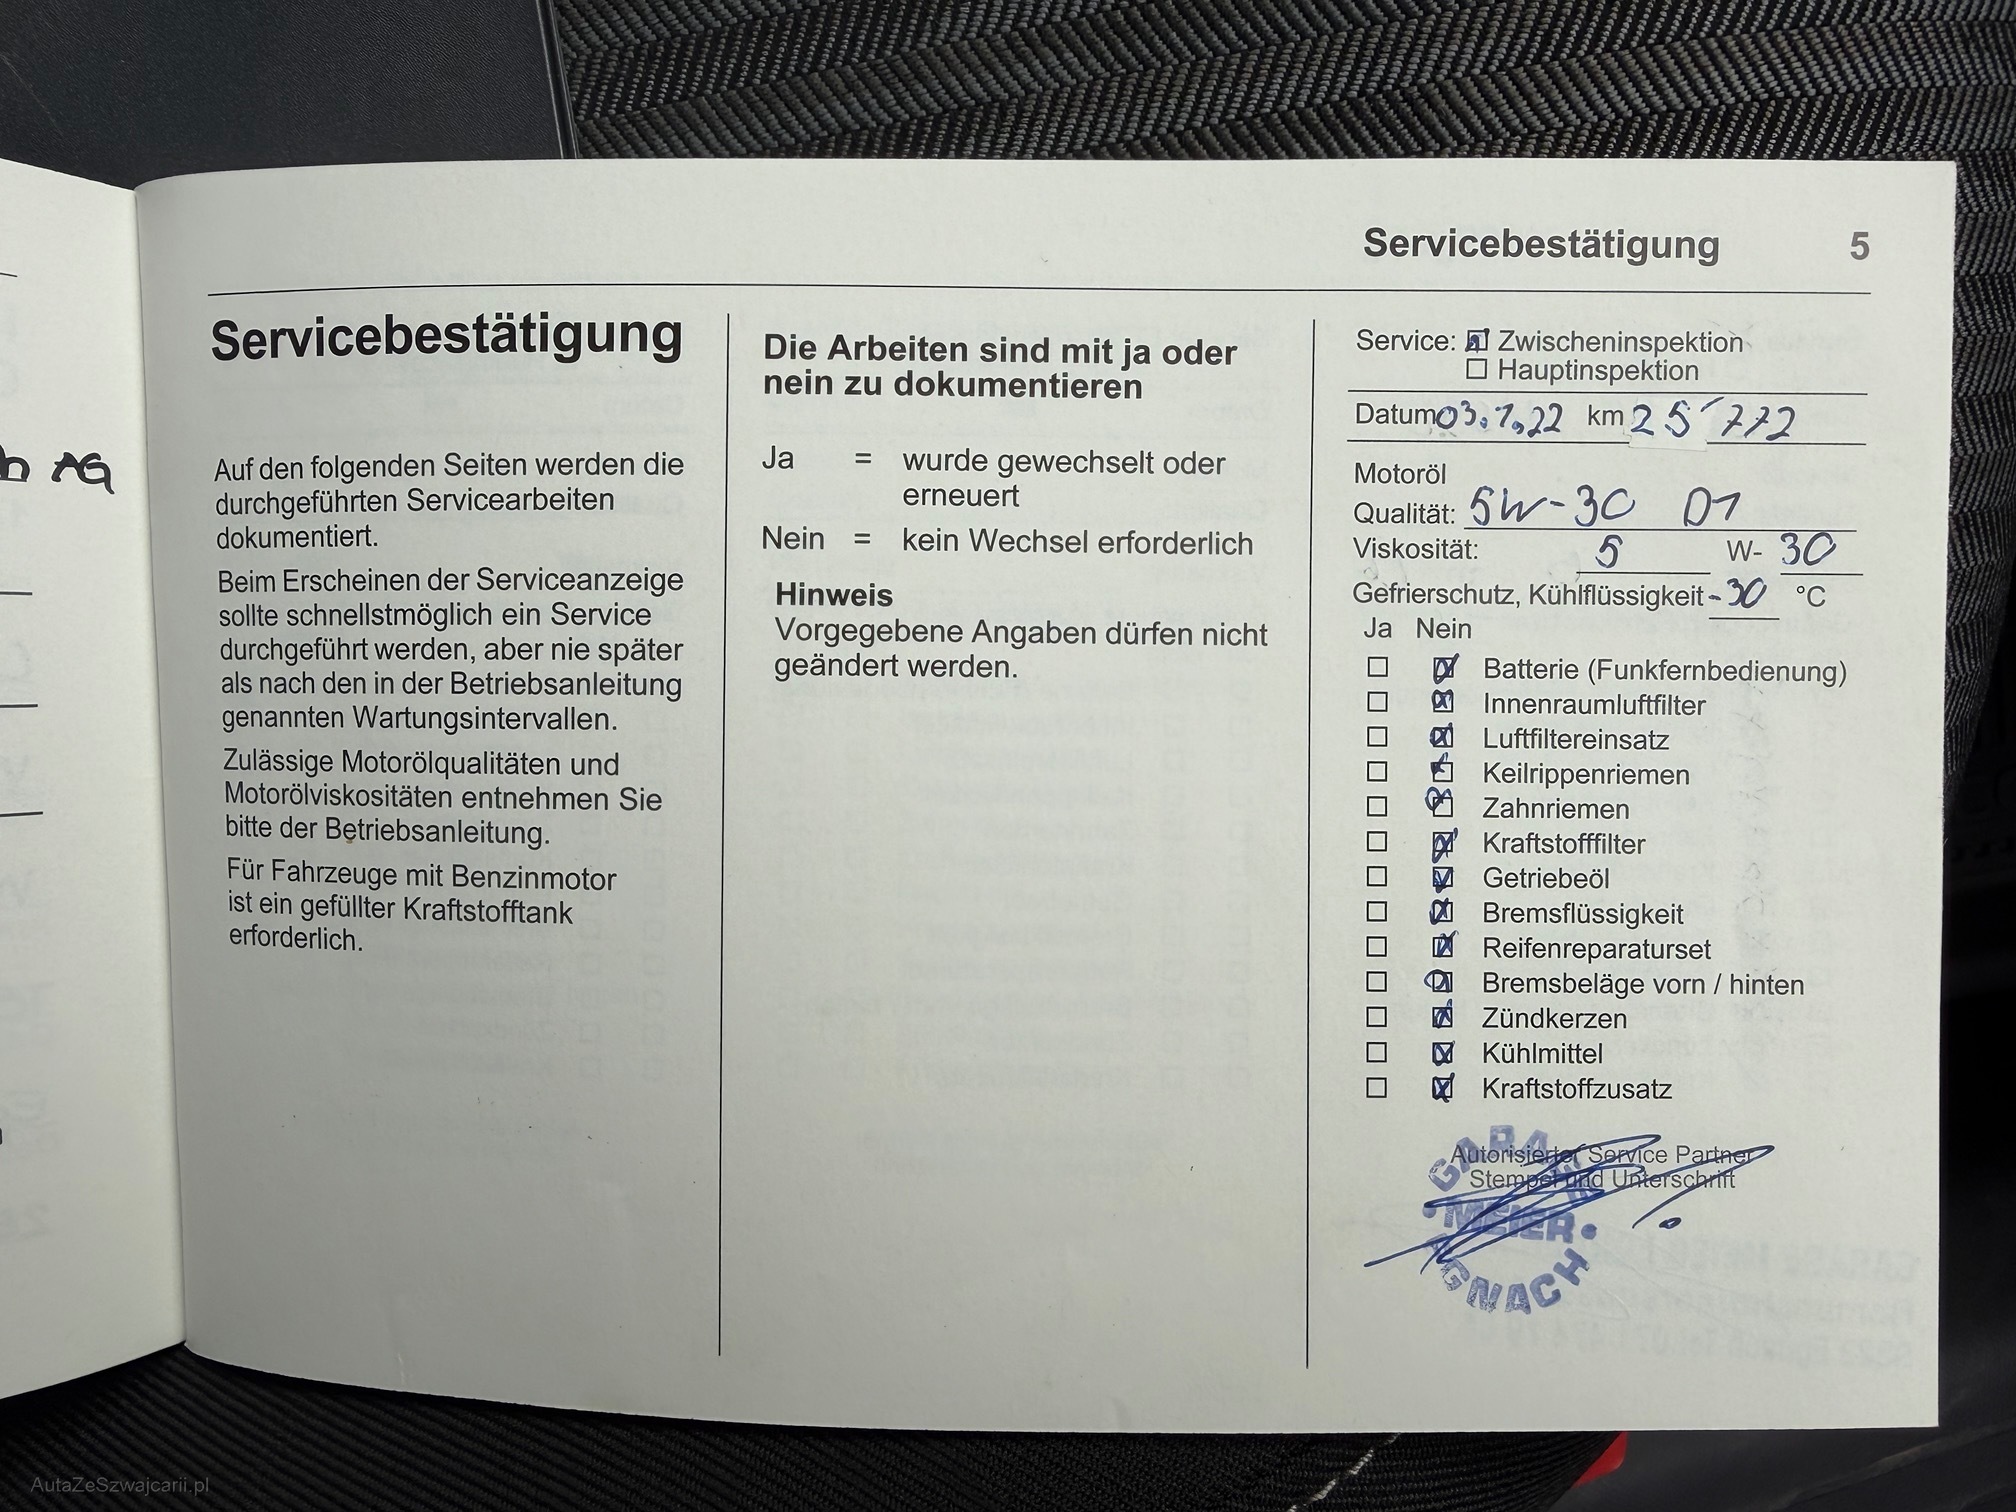 Servicebestätigung 5
AG
Servicebestätigung
Auf den folgenden Seiten werden die
durchgeführten Servicearbeiten
dokumentiert.
Beim Erscheinen der Serviceanzeige
sollte schnellstmöglich ein Service
durchgeführt werden, aber nie später
als nach den in der Betriebsanleitung
genannten Wartungsintervallen.
Zulässige Motorölqualitäten und
Motorölviskositäten entnehmen Sie
bitte der Betriebsanleitung.
Für Fahrzeuge mit Benzinmotor
ist ein gefüllter Kraftstofftank
erforderlich.
Die Arbeiten sind mit ja oder
nein zu dokumentieren
Ja = wurde gewechselt oder
erneuert
Nein = kein Wechsel erforderlich
Hinweis
Vorgegebene Angaben dürfen nicht
geändert werden.
Service: Zwischeninspektion
Hauptinspektion
Datum 03.1.22 km 25'772
Motoröl
Qualität: 5W-30 D1
Viskosität: 5 W- 30
Gefrierschutz, Kühlflüssigkeit -30 °C
Ja Nein
Batterie (Funkfernbedienung)
Innenraumluftfilter
Luftfiltereinsatz
Keilrippenriemen
Zahnriemen
Kraftstofffilter
Getriebeöl
Bremsflüssigkeit
Reifenreparaturset
Bremsbeläge vorn / hinten
Zündkerzen
Kühlmittel
Kraftstoffzusatz
Autorisierter Service Partner
Stempel und Unterschrift
GARAGE
MEIER
EGNACH
AutaZeSzwajcarii.pl